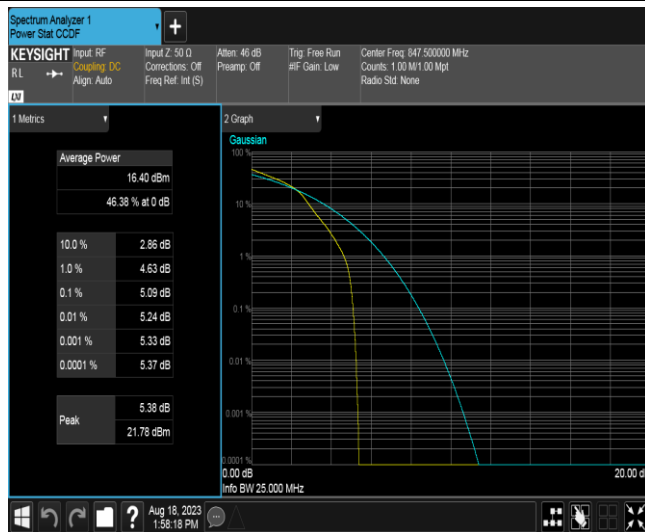 Spectrum Analyzer 1
Power Stat CCDF
+
KEYSIGHT
RL
Input: RF
Coupling: DC
Align: Auto
Input Z: 50 Ω
Corrections: Off
Freq Ref: Int (S)
Atten: 46 dB
Preamp: Off
Trig: Free Run
#IF Gain: Low
Center Freq: 847.500000 MHz
Counts: 1.00 M/1.00 Mpt
Radio Std: None
LXI
1 Metrics
Average Power
16.40 dBm
46.38 % at 0 dB
10.0 % 2.86 dB
1.0 % 4.63 dB
0.1 % 5.09 dB
0.01 % 5.24 dB
0.001 % 5.33 dB
0.0001 % 5.37 dB
Peak
5.38 dB
21.78 dBm
2 Graph
Gaussian
100 %
10 %
1 %
0.1 %
0.01 %
0.001 %
0.0001 %
0.00 dB
20.00 d
Info BW 25.000 MHz
?
Aug 18, 2023
1:58:18 PM